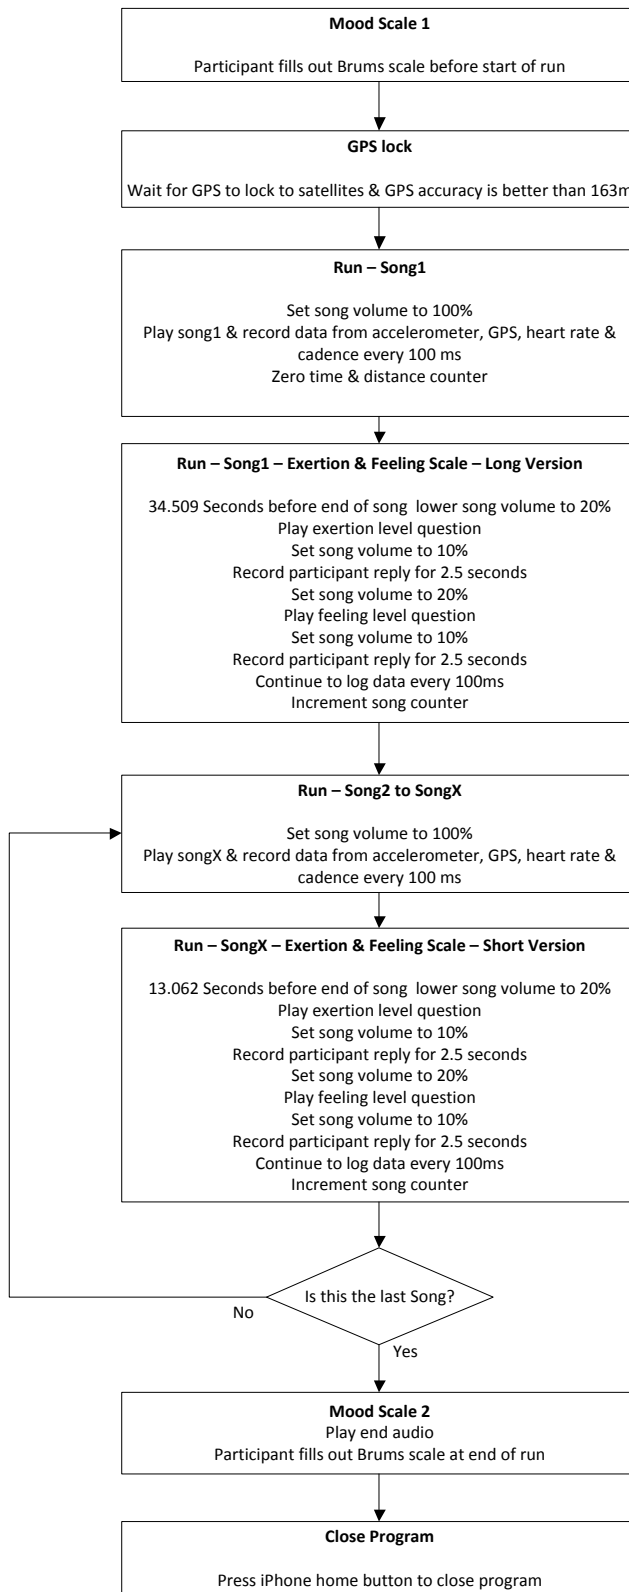 Mood Scale 1
Participant fills out Brums scale before start of run
GPS lock
Wait for GPS to lock to satellites & GPS accuracy is better than 163m
Run – Song1
Set song volume to 100%
Play song1 & record data from accelerometer, GPS, heart rate &
cadence every 100 ms
Zero time & distance counter
Run – Song1 – Exertion & Feeling Scale – Long Version
34.509 Seconds before end of song lower song volume to 20%
Play exertion level question
Set song volume to 10%
Record participant reply for 2.5 seconds
Set song volume to 20%
Play feeling level question
Set song volume to 10%
Record participant reply for 2.5 seconds
Continue to log data every 100ms
Increment song counter
Run – Song2 to SongX
Set song volume to 100%
Play songX & record data from accelerometer, GPS, heart rate &
cadence every 100 ms
Run – SongX – Exertion & Feeling Scale – Short Version
13.062 Seconds before end of song lower song volume to 20%
Play exertion level question
Set song volume to 10%
Record participant reply for 2.5 seconds
Set song volume to 20%
Play feeling level question
Set song volume to 10%
Record participant reply for 2.5 seconds
Continue to log data every 100ms
Increment song counter
Is this the last Song?
No
Yes
Mood Scale 2
Play end audio
Participant fills out Brums scale at end of run
Close Program
Press iPhone home button to close program